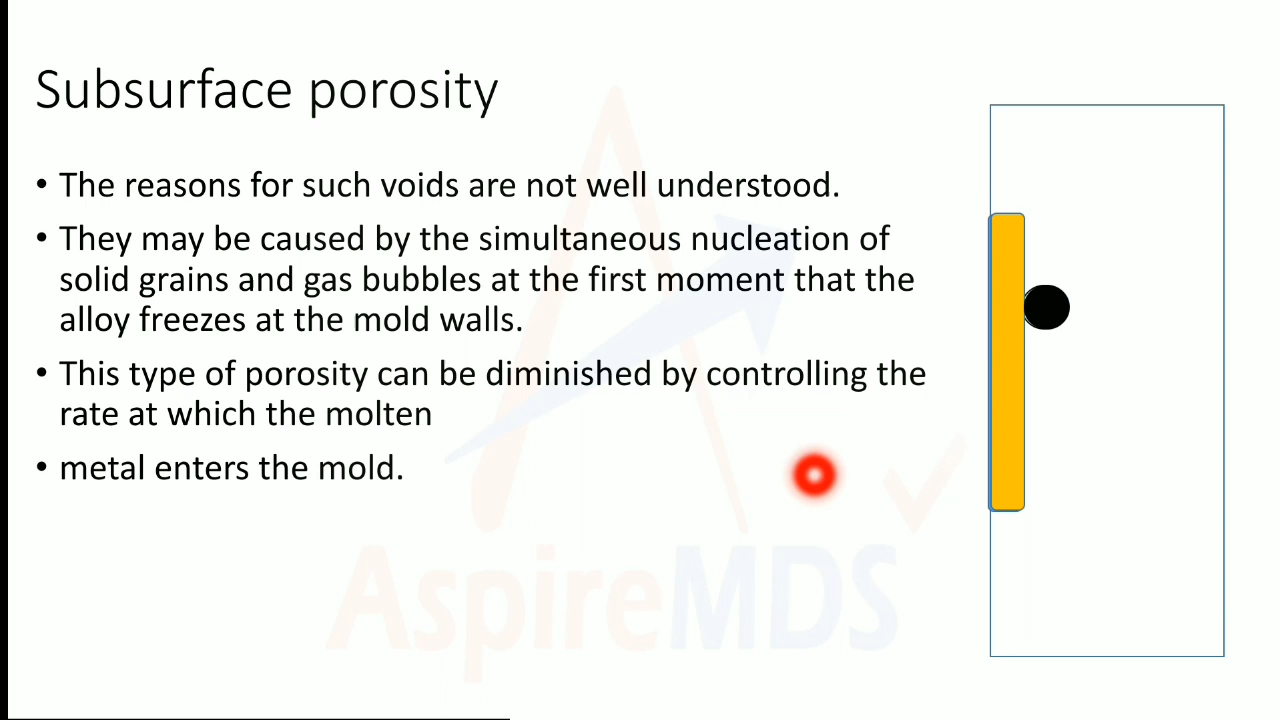 Subsurface porosity
• The reasons for such voids are not well understood.
• They may be caused by the simultaneous nucleation of
solid grains and gas bubbles at the first moment that the
alloy freezes at the mold walls.
• This type of porosity can be diminished by controlling the
rate at which the molten
• metal enters the mold.
AspireMDS